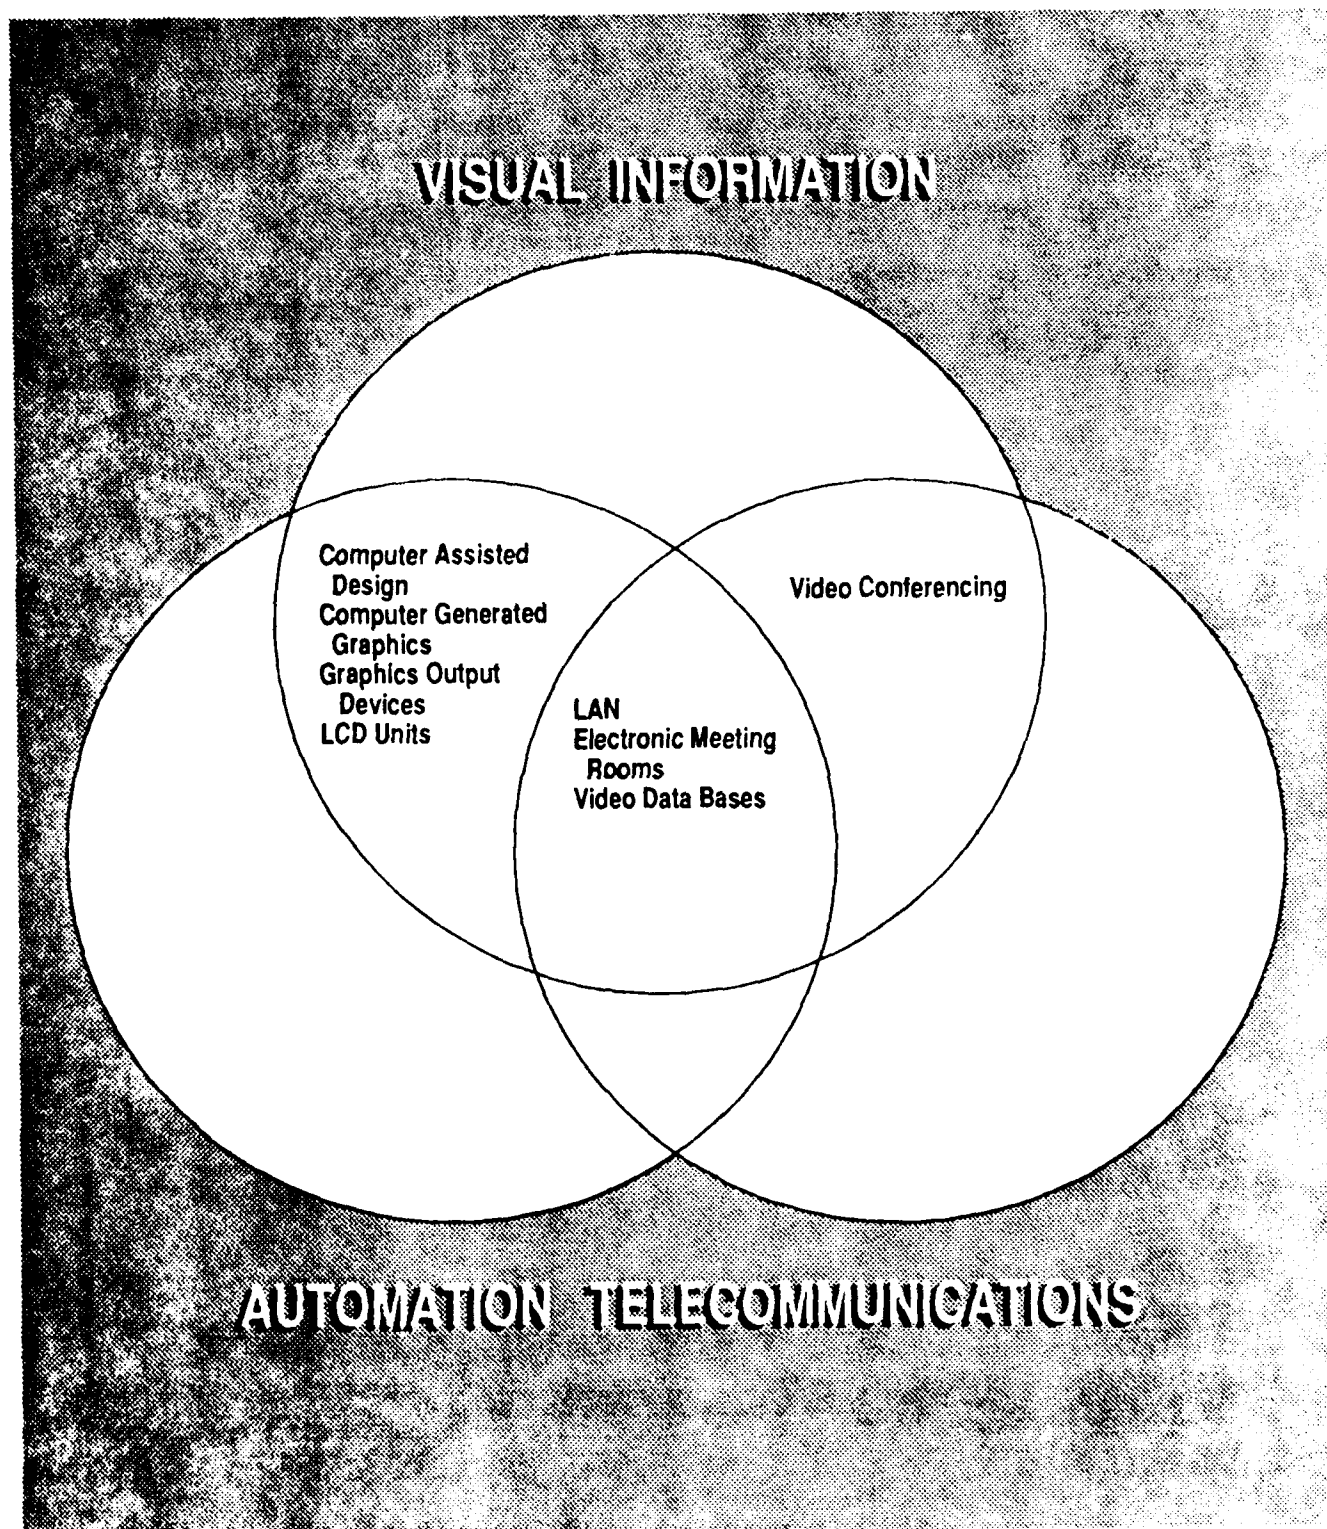 VISUAL INFORMATION
Computer Assisted
Design
Computer Generated
Graphics
Graphics Output
Devices
LCD Units
Video Conferencing
LAN
Electronic Meeting
Rooms
Video Data Bases
AUTOMATION TELECOMMUNICATIONS